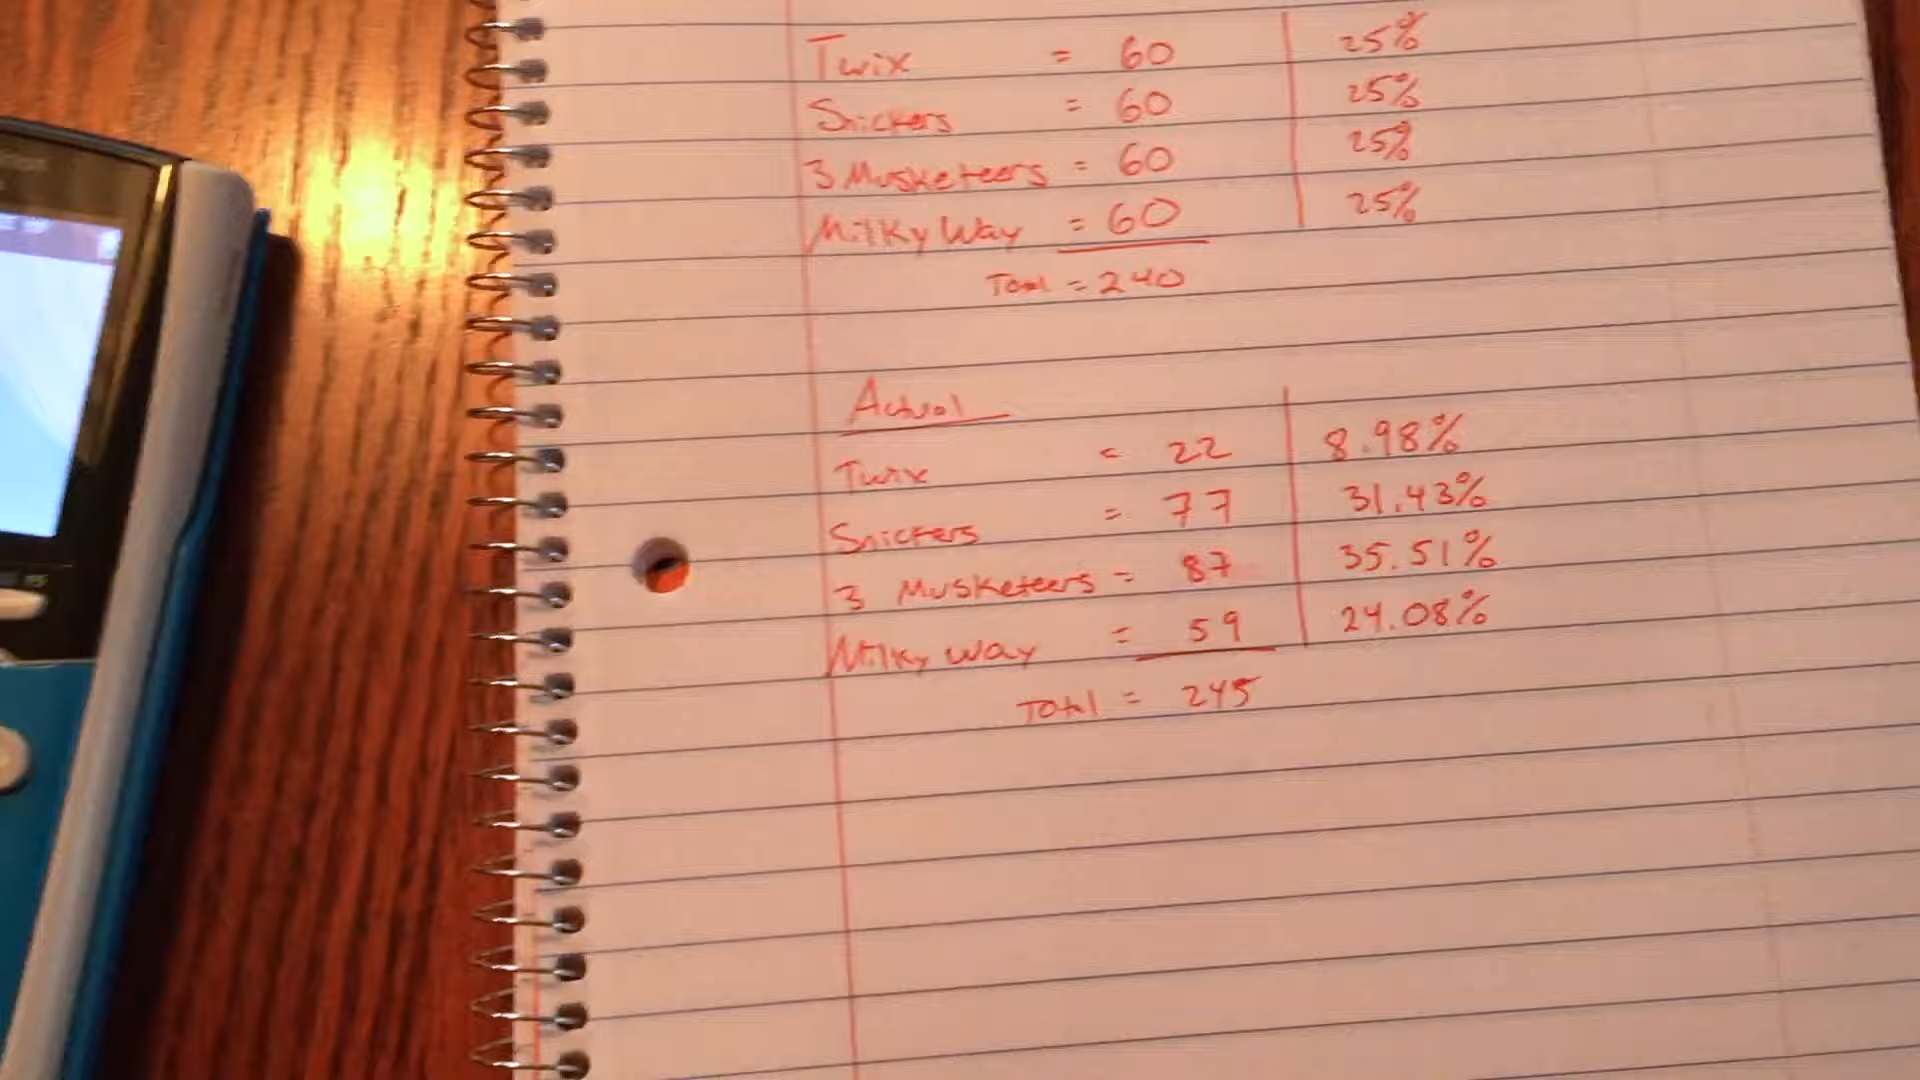 Twix = 60 25%
Snickers = 60 25%
3 Musketeers = 60 25%
Milky Way = 60 25%
Total = 240
Actual
Twix = 22 8.98%
Snickers = 77 31.43%
3 Musketeers = 87 35.51%
Milky Way = 59 24.08%
Total = 245